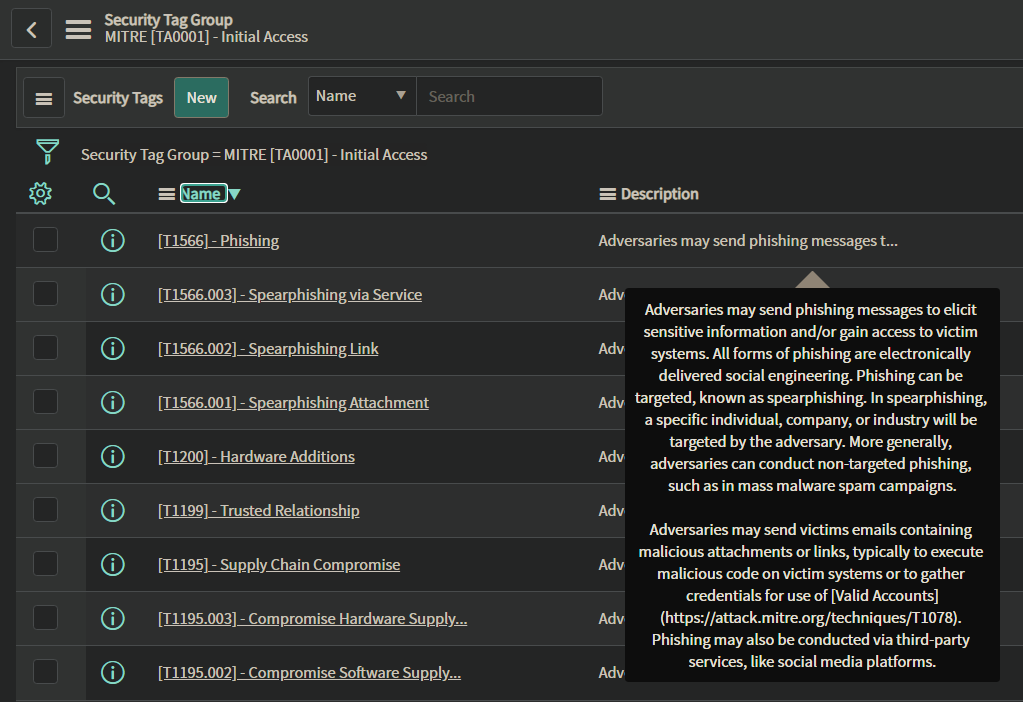 Security Tag Group
MITRE [TA0001] - Initial Access
Security Tags
New
Search
Name
Search
Security Tag Group = MITRE [TA0001] - Initial Access
Name
Description
[T1566] - Phishing
Adversaries may send phishing messages t...
[T1566.003] - Spearphishing via Service
Adv
[T1566.002] - Spearphishing Link
Adv
[T1566.001] - Spearphishing Attachment
Adv
[T1200] - Hardware Additions
Adv
[T1199] - Trusted Relationship
Adv
[T1195] - Supply Chain Compromise
Adv
[T1195.003] - Compromise Hardware Supply...
Adv
[T1195.002] - Compromise Software Supply...
Adv
Adversaries may send phishing messages to elicit
sensitive information and/or gain access to victim
systems. All forms of phishing are electronically
delivered social engineering. Phishing can be
targeted, known as spearphishing. In spearphishing,
a specific individual, company, or industry will be
targeted by the adversary. More generally,
adversaries can conduct non-targeted phishing,
such as in mass malware spam campaigns.
Adversaries may send victims emails containing
malicious attachments or links, typically to execute
malicious code on victim systems or to gather
credentials for use of [Valid Accounts]
(https://attack.mitre.org/techniques/T1078).
Phishing may also be conducted via third-party
services, like social media platforms.